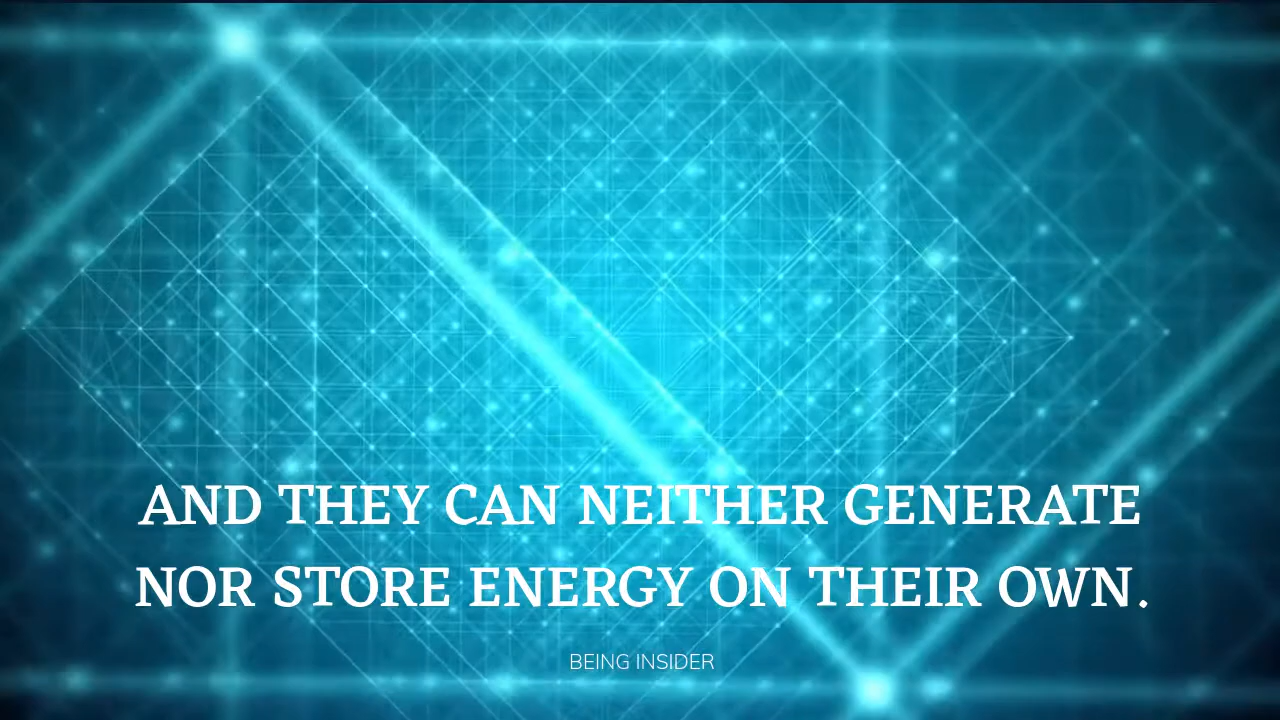 AND THEY CAN NEITHER GENERATE
NOR STORE ENERGY ON THEIR OWN.
BEING INSIDER